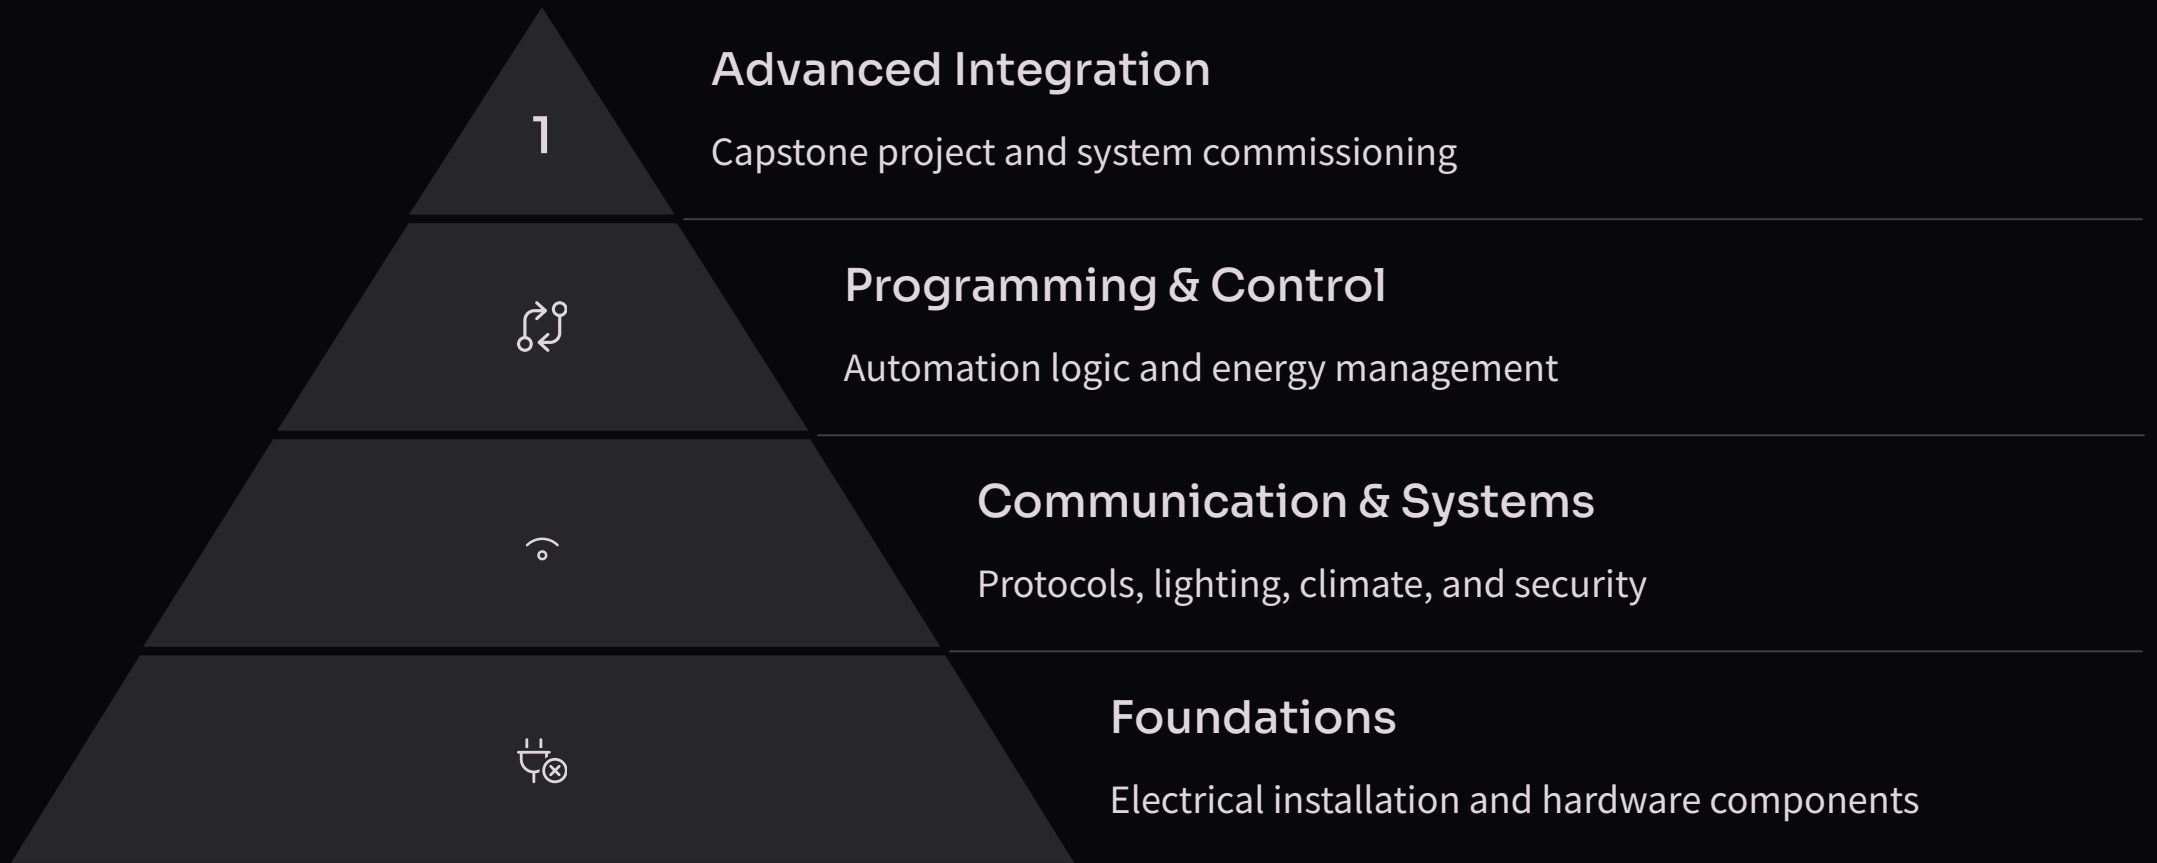 1
Advanced Integration
Capstone project and system commissioning
Programming & Control
Automation logic and energy management
Communication & Systems
Protocols, lighting, climate, and security
Foundations
Electrical installation and hardware components